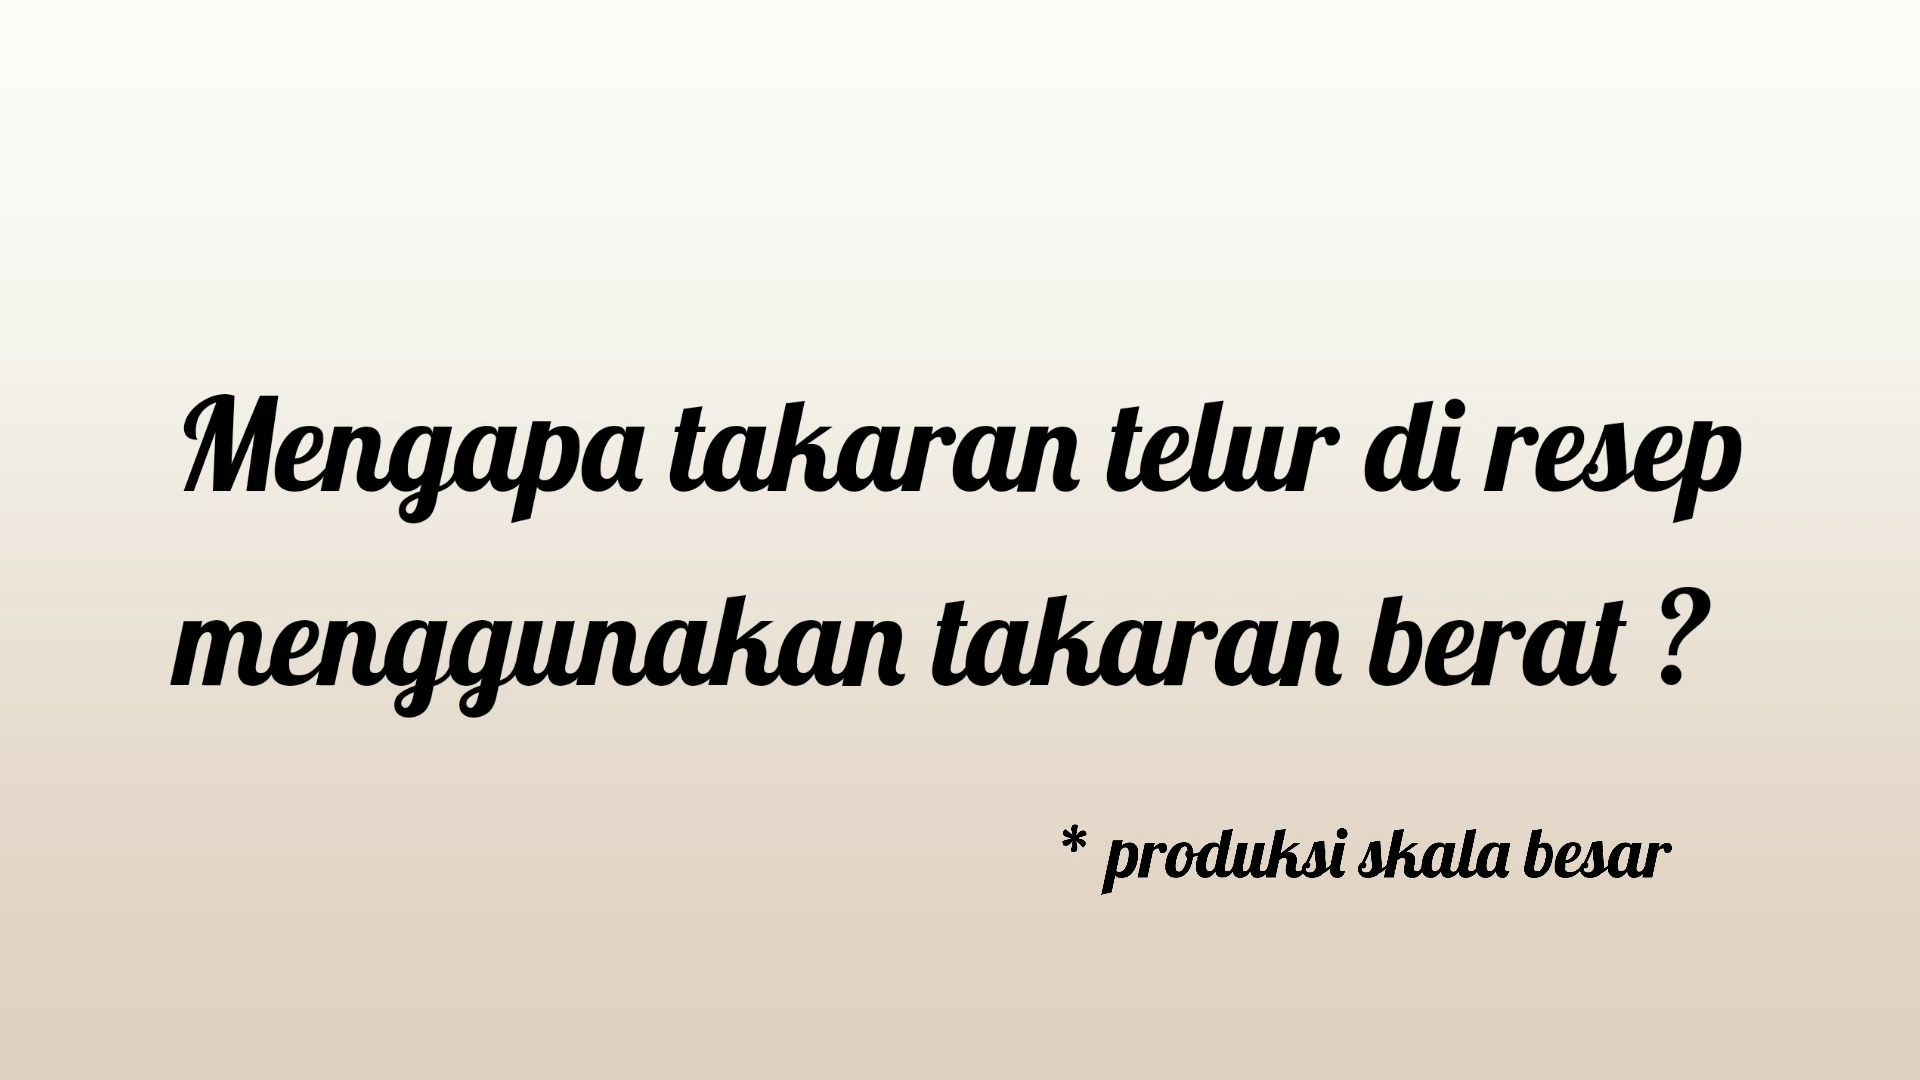 Mengapa takaran telur di resep
menggunakan takaran berat ?
* produksi skala besar